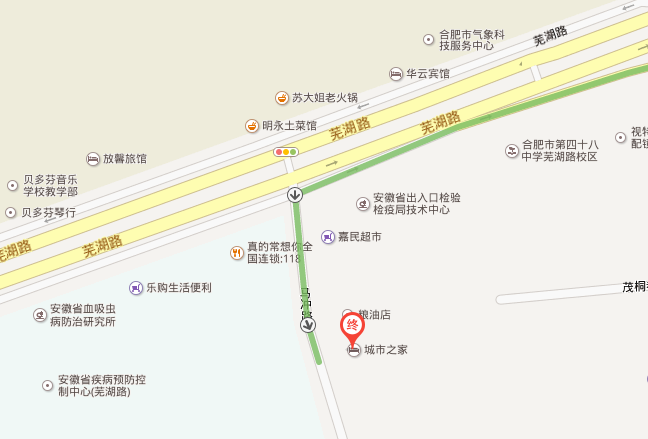 合肥市气象科
技服务中心
芜湖路
华云宾馆
苏大姐老火锅
明永土菜馆
芜湖路
芜湖路
视特
配镜
合肥市第四十八
中学芜湖路校区
放馨旅馆
贝多芬音乐
学校教学部
贝多芬琴行
安徽省出入口检验
检疫局技术中心
嘉民超市
芜湖路
芜湖路
真的常想你全
国连锁:118
乐购生活便利
茂桐
安徽省血吸虫
病防治研究所
粮油店
终
城市之家
安徽省疾病预防控
制中心(芜湖路)